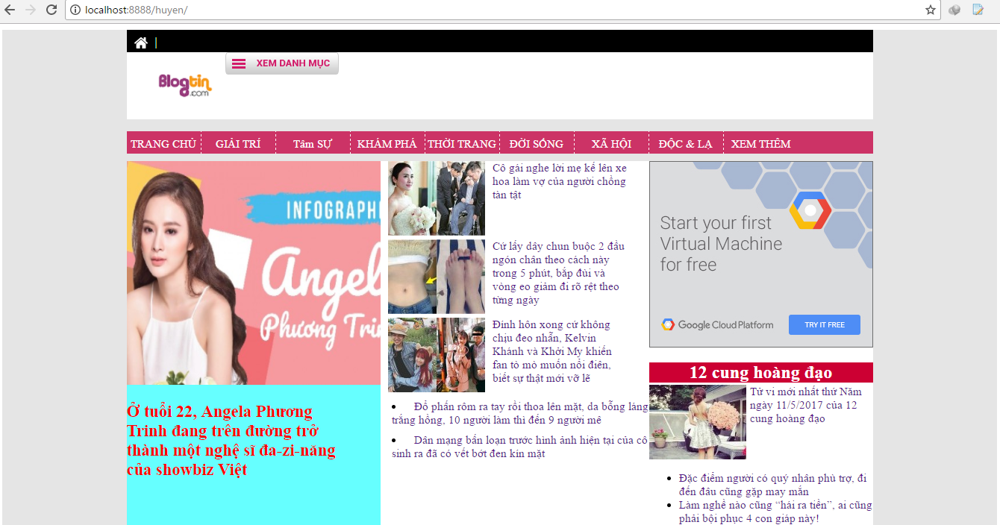 localhost:8888/huyen/
|
Blogtin
.com
XEM DANH MỤC
TRANG CHỦ
GIẢI TRÍ
Tâm SỰ
KHÁM PHÁ
THỜI TRANG
ĐỜI SỐNG
XÃ HỘI
ĐỘC & LẠ
XEM THÊM
INFOGRAPH
Angel
Phương Tri
Ở tuổi 22, Angela Phương
Trinh đang trên đường trở
thành một nghệ sĩ đa-zi-năng
của showbiz Việt
Cô gái nghe lời mẹ kế lên xe
hoa làm vợ của người chồng
tàn tật
Cứ lấy dây chun buộc 2 đầu
ngón chân theo cách này
trong 5 phút, bắp đùi và
vòng eo giảm đi rõ rệt theo
từng ngày
Đính hôn xong cứ không
chịu đeo nhẫn, Kelvin
Khánh và Khởi My khiến
fan tò mò muốn nổi điên,
biết sự thật mới vỡ lẽ
• Đổ phấn rôm ra tay rồi thoa lên mặt, da bỗng láng
trắng hồng, 10 người làm thì đến 9 người mê
• Dân mạng bấn loạn trước hình ảnh hiện tại của cô
sinh ra đã có vết bớt đen kín mặt
Start your first
Virtual Machine
for free
Google Cloud Platform
TRY IT FREE
12 cung hoàng đạo
Tử vi mới nhất thứ Năm
ngày 11/5/2017 của 12
cung hoàng đạo
• Đặc điểm người có quý nhân phù trợ, đi
đến đâu cũng gặp may mắn
• Làm nghề nào cũng “hái ra tiền”, ai cũng
phải bội phục 4 con giáp này!